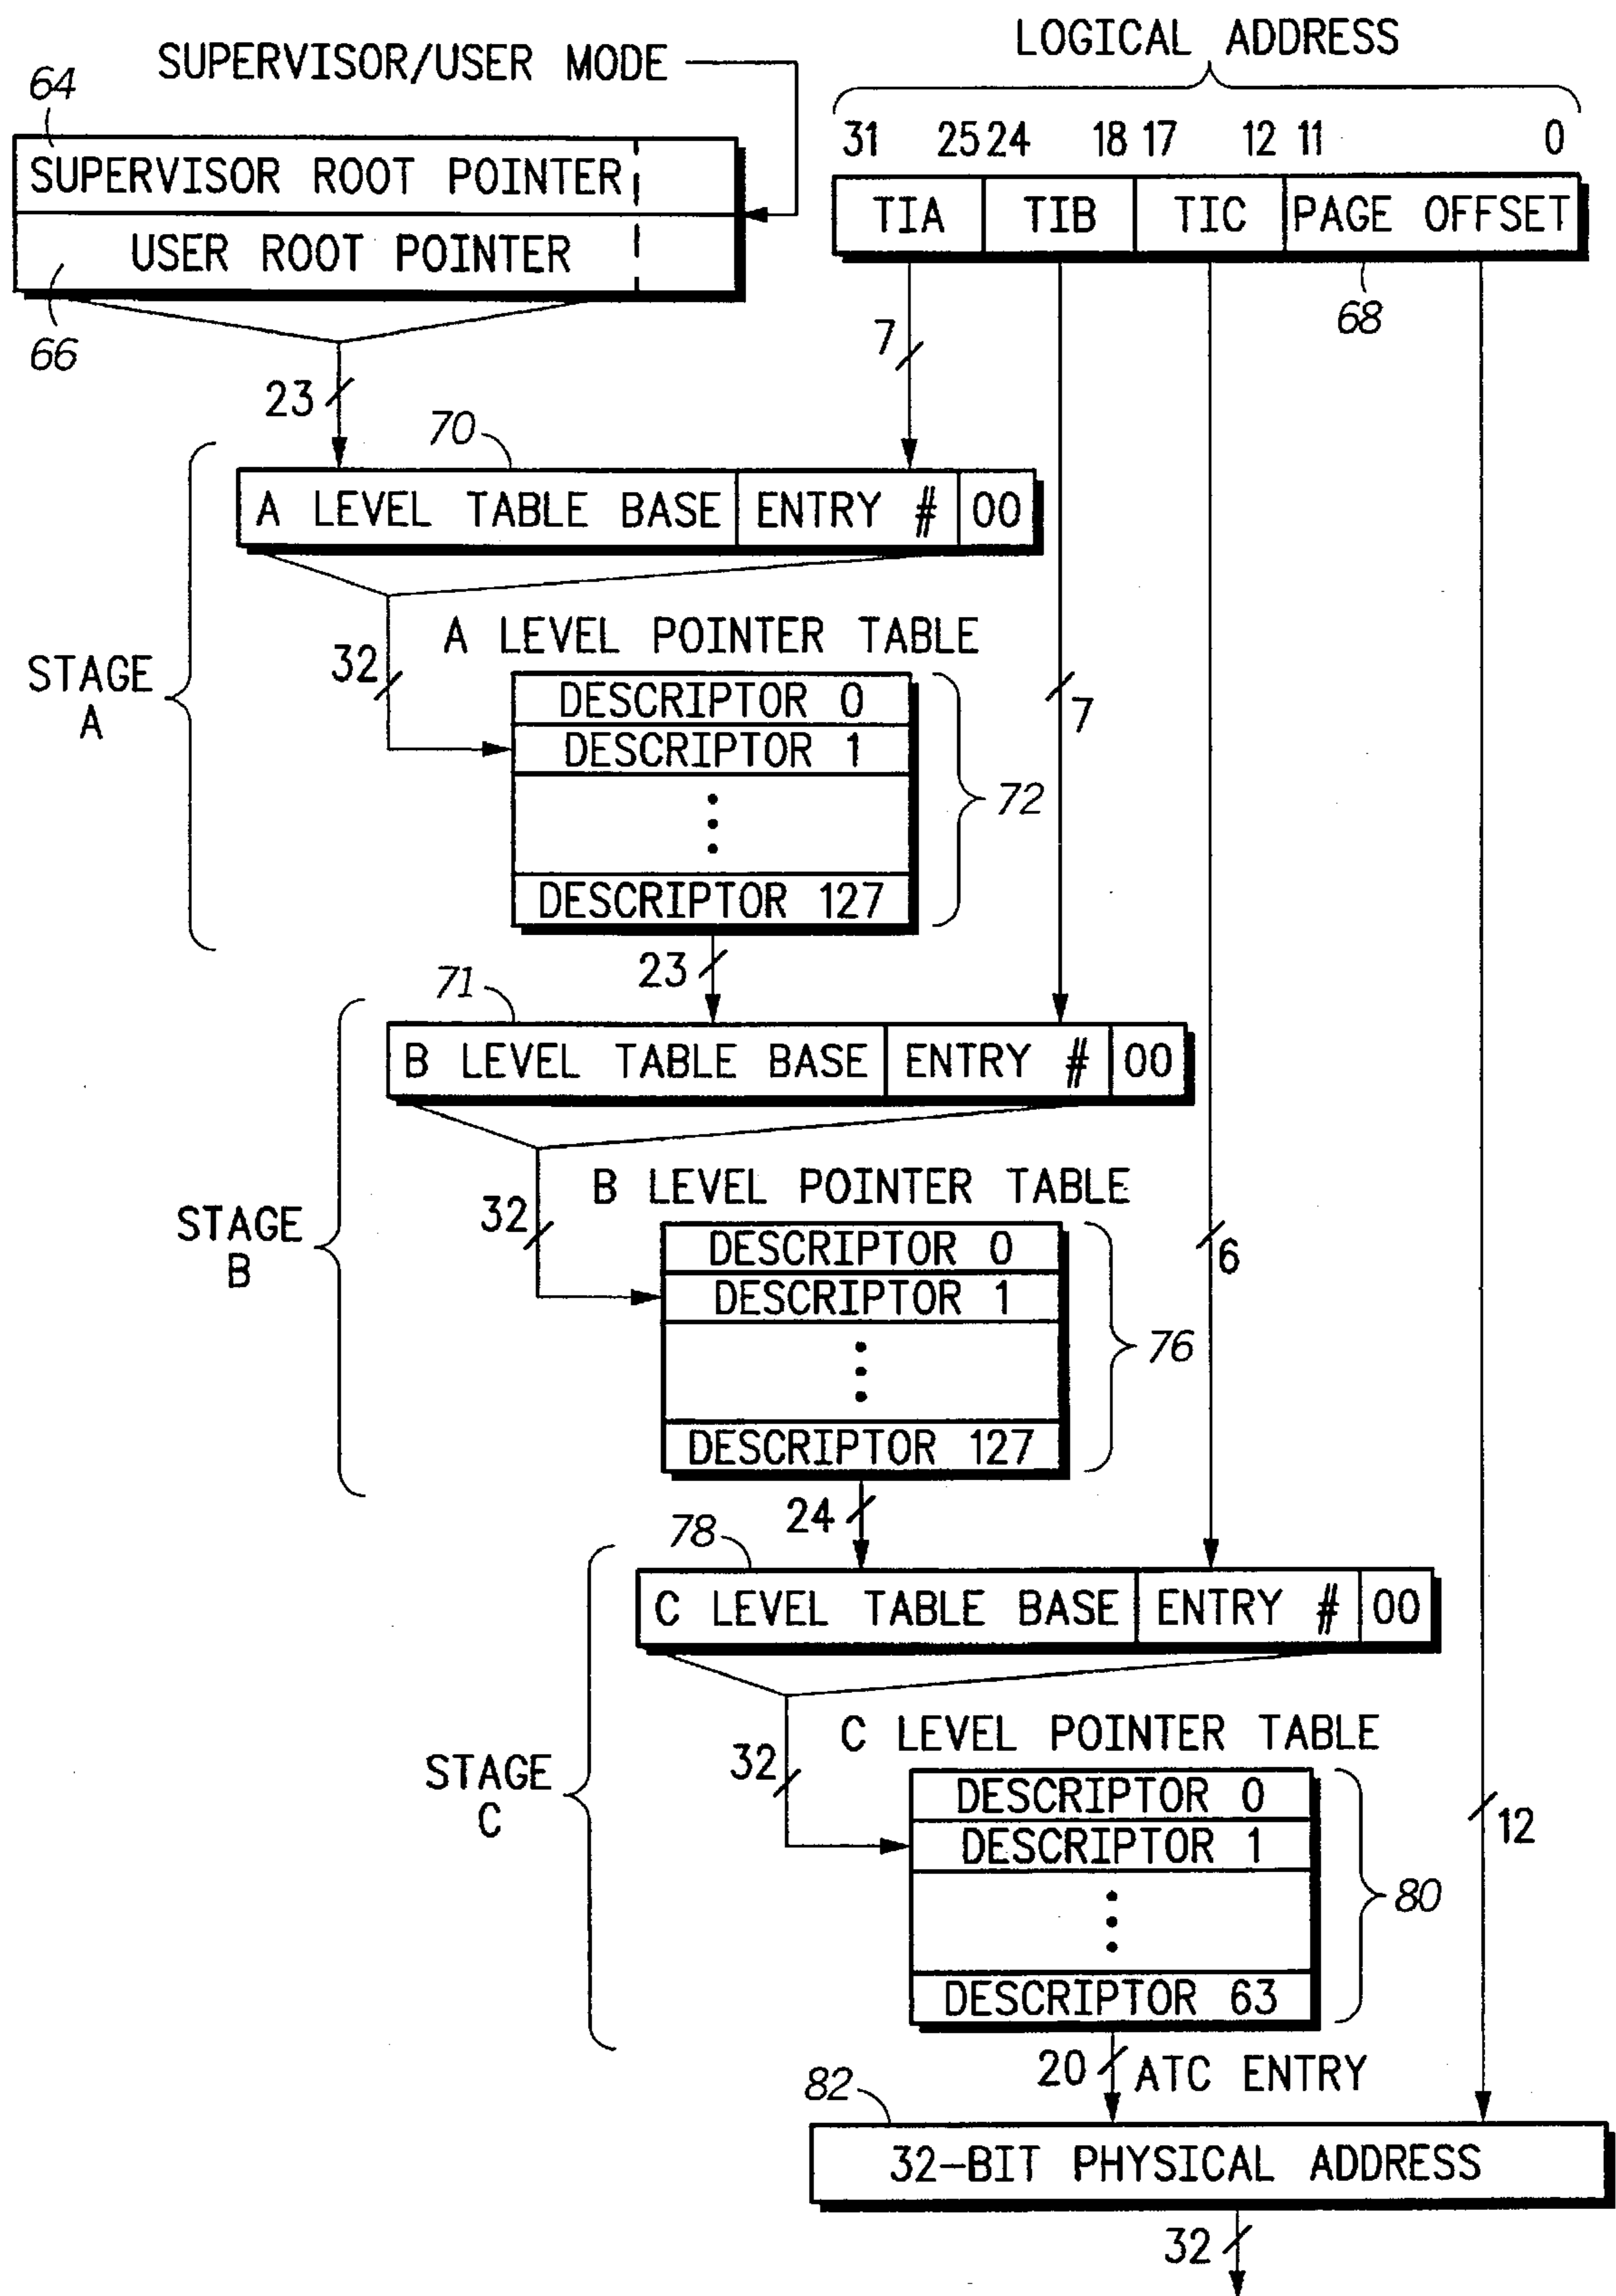 SUPERVISOR/USER MODE
64
SUPERVISOR ROOT POINTER
USER ROOT POINTER
66
LOGICAL ADDRESS
31 25 24 18 17 12 11 0
TIA TIB TIC PAGE OFFSET
68
7
23
70
A LEVEL TABLE BASE ENTRY # 00
STAGE
A
32
A LEVEL POINTER TABLE
DESCRIPTOR 0
DESCRIPTOR 1
DESCRIPTOR 127
72
7
23
71
B LEVEL TABLE BASE ENTRY # 00
STAGE
B
32
B LEVEL POINTER TABLE
DESCRIPTOR 0
DESCRIPTOR 1
DESCRIPTOR 127
76
6
24
78
C LEVEL TABLE BASE ENTRY # 00
STAGE
C
32
C LEVEL POINTER TABLE
DESCRIPTOR 0
DESCRIPTOR 1
DESCRIPTOR 63
80
12
20 ATC ENTRY
82
32-BIT PHYSICAL ADDRESS
32